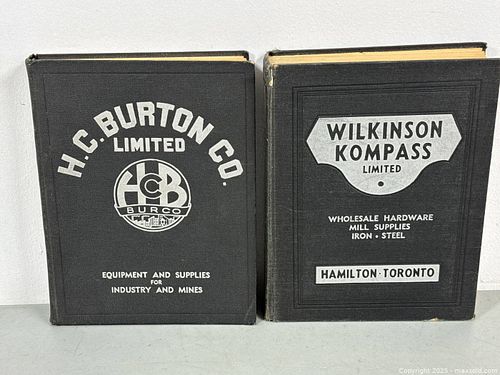 H.C. BURTON CO.
LIMITED
HCB
BURCO
EQUIPMENT AND SUPPLIES
FOR
INDUSTRY AND MINES
WILKINSON
KOMPASS
LIMITED
WHOLESALE HARDWARE
MILL SUPPLIES
IRON • STEEL
HAMILTON · TORONTO
Copyright 2025 - maxsold.com